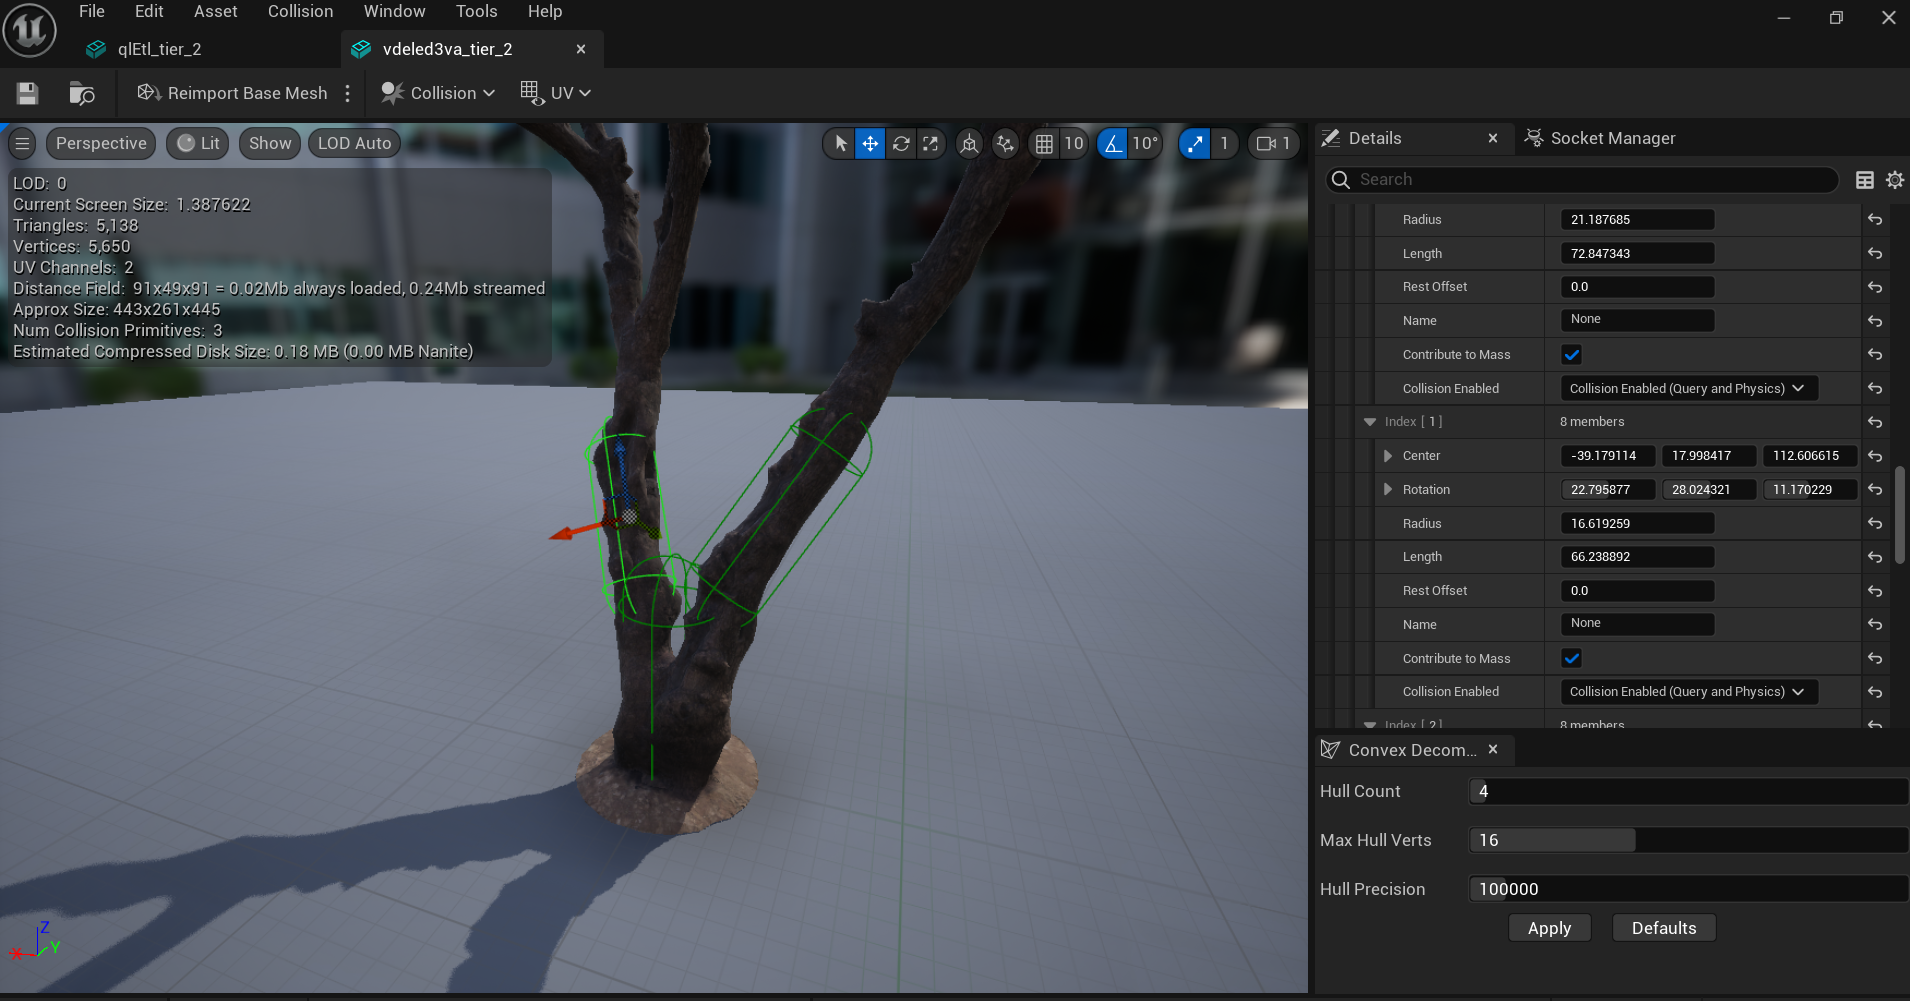 File Edit Asset Collision Window Tools Help
qlEtl_tier_2
vdeled3va_tier_2
Reimport Base Mesh
Collision
UV
Perspective
Lit
Show
LOD Auto
10
10°
1
1
LOD: 0
Current Screen Size: 1.387622
Triangles: 5,138
Vertices: 5,650
UV Channels: 2
Distance Field: 91x49x91 = 0.02Mb always loaded, 0.24Mb streamed
Approx Size: 443x261x445
Num Collision Primitives: 3
Estimated Compressed Disk Size: 0.18 MB (0.00 MB Nanite)
Z
X
Y
Details
Socket Manager
Search
Radius 21.187685
Length 72.847343
Rest Offset 0.0
Name None
Contribute to Mass
Collision Enabled Collision Enabled (Query and Physics)
Index [ 1 ] 8 members
Center -39.179114 17.998417 112.606615
Rotation 22.795877 28.024321 11.170229
Radius 16.619259
Length 66.238892
Rest Offset 0.0
Name None
Contribute to Mass
Collision Enabled Collision Enabled (Query and Physics)
Index [ 2 ] 8 members
Convex Decom...
Hull Count 4
Max Hull Verts 16
Hull Precision 100000
Apply Defaults